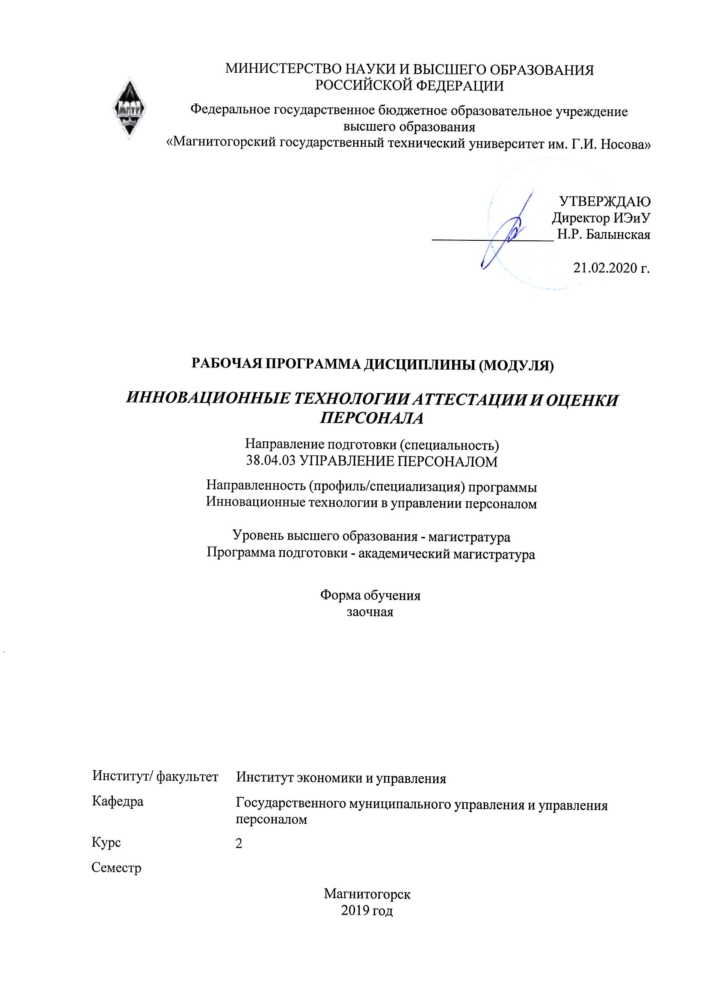 МИНИСТЕРСТВО НАУКИ И ВЫСШЕГО ОБРАЗОВАНИЯ
РОССИЙСКОЙ ФЕДЕРАЦИИ
Федеральное государственное бюджетное образовательное учреждение
высшего образования
«Магнитогорский государственный технический университет им. Г.И. Носова»
МГТУ
УТВЕРЖДАЮ
Директор ИЭиУ
Н.Р. Балынская
21.02.2020 г.
РАБОЧАЯ ПРОГРАММА ДИСЦИПЛИНЫ (МОДУЛЯ)
ИННОВАЦИОННЫЕ ТЕХНОЛОГИИ АТТЕСТАЦИИ И ОЦЕНКИ
ПЕРСОНАЛА
Направление подготовки (специальность)
38.04.03 УПРАВЛЕНИЕ ПЕРСОНАЛОМ
Направленность (профиль/специализация) программы
Инновационные технологии в управлении персоналом
Уровень высшего образования - магистратура
Программа подготовки - академический магистратура
Форма обучения
заочная
Институт/ факультет Институт экономики и управления
Кафедра Государственного муниципального управления и управления
персоналом
Курс 2
Семестр
Магнитогорск
2019 год